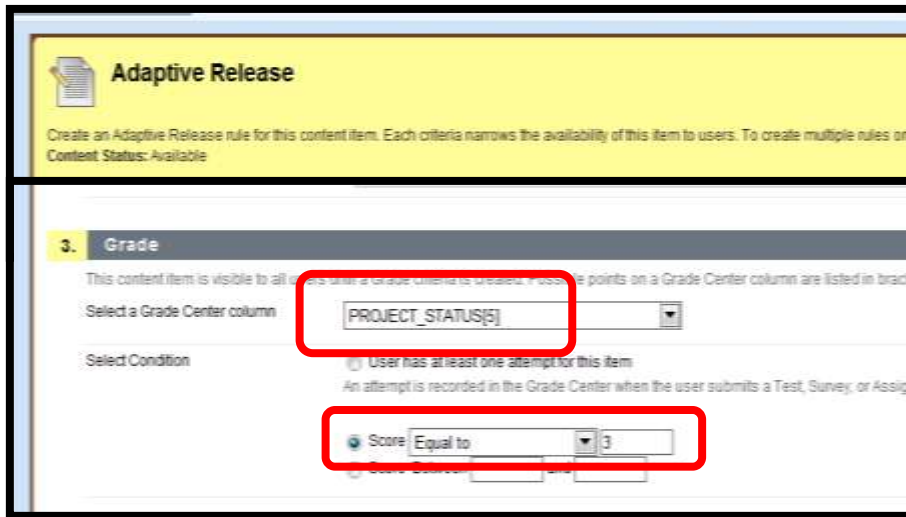 Adaptive Release
Create an Adaptive Release rule for this content item. Each criteria narrows the availability of this item to users. To create multiple rules or
Content Status: Available
3. Grade
This content item is visible to all users until a Grade criteria is created. Possible points on a Grade Center column are listed in brac
Select a Grade Center column PROJECT_STATUS[5]
Select Condition User has at least one attempt for this item
An attempt is recorded in the Grade Center when the user submits a Test, Survey, or Assig
Score Equal to 3
Score Between and